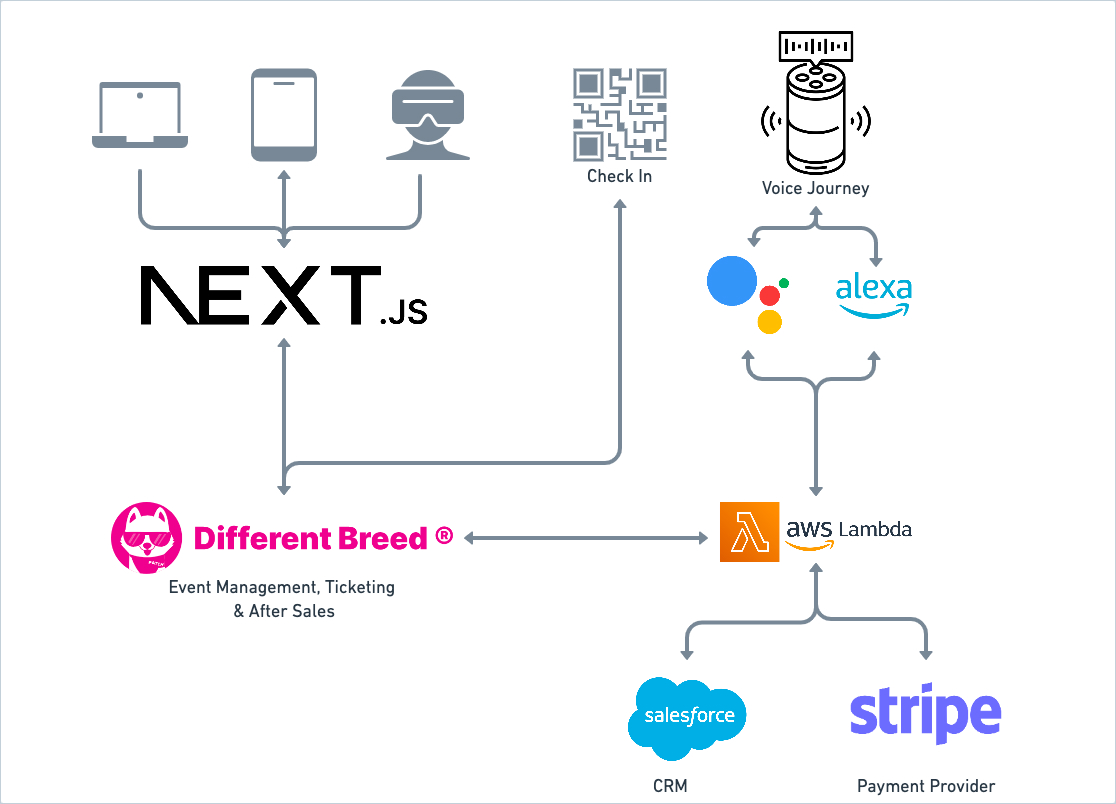 Check In
Voice Journey
NEXT.JS
alexa
Different Breed ®
aws Lambda
Event Management, Ticketing
& After Sales
salesforce
stripe
CRM
Payment Provider